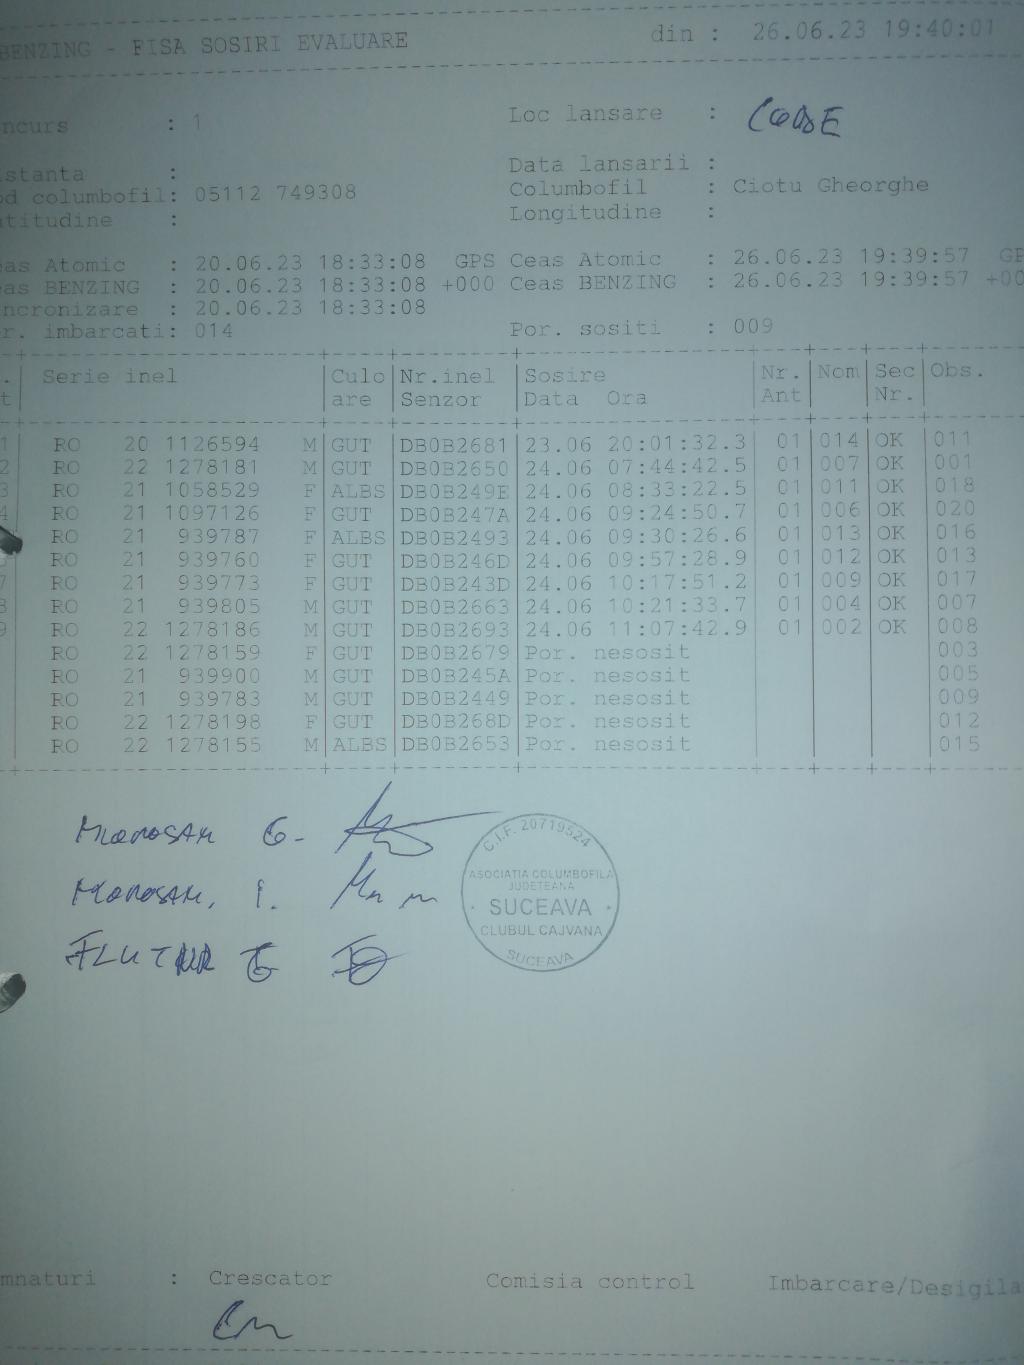 BENZING - FISA SOSIRI EVALUARE din : 26.06.23 19:40:01
ncurs : 1 Loc lansare :
stanta : Data lansarii :
od columbofil: 05112 749308 Columbofil : Ciotu Gheorghe
atitudine : Longitudine :
eas Atomic : 20.06.23 18:33:08 GPS Ceas Atomic : 26.06.23 19:39:57 GP
eas BENZING : 20.06.23 18:33:08 +000 Ceas BENZING : 26.06.23 19:39:57 +00
ncronizare : 20.06.23 18:33:08
r. imbarcati: 014 Por. sositi : 009
. Serie inel Culo Nr.inel Sosire Nr. Nom Sec Obs.
t are Senzor Data Ora Ant Nr.
1 RO 20 1126594 M GUT DB0B2681 23.06 20:01:32.3 01 014 OK 011
2 RO 22 1278181 M GUT DB0B2650 24.06 07:44:42.5 01 007 OK 001
3 RO 21 1058529 F ALBS DB0B249E 24.06 08:33:22.5 01 011 OK 018
4 RO 21 1097126 F GUT DB0B247A 24.06 09:24:50.7 01 006 OK 020
RO 21 939787 F ALBS DB0B2493 24.06 09:30:26.6 01 013 OK 016
RO 21 939760 F GUT DB0B246D 24.06 09:57:28.9 01 012 OK 013
7 RO 21 939773 F GUT DB0B243D 24.06 10:17:51.2 01 009 OK 017
8 RO 21 939805 M GUT DB0B2663 24.06 10:21:33.7 01 004 OK 007
9 RO 22 1278186 M GUT DB0B2693 24.06 11:07:42.9 01 002 OK 008
RO 22 1278159 F GUT DB0B2679 Por. nesosit 003
RO 21 939900 M GUT DB0B245A Por. nesosit 005
RO 21 939783 M GUT DB0B2449 Por. nesosit 009
RO 22 1278198 F GUT DB0B268D Por. nesosit 012
RO 22 1278155 M ALBS DB0B2653 Por. nesosit 015
G.
I.
C.I.F. 20719524
ASOCIATIA COLUMBOFILA
JUDETEANA
SUCEAVA
CLUBUL CAJVANA
SUCEAVA
mnaturi : Crescator Comisia control Imbarcare/Desigila